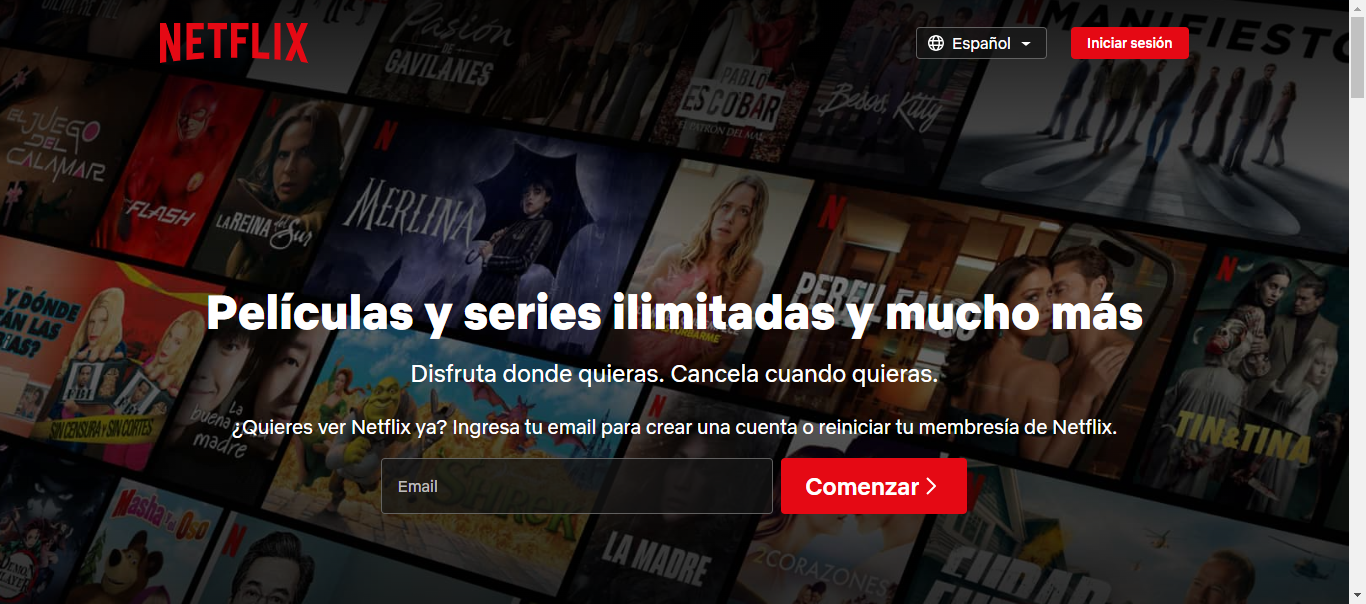 NETFLIX
Español
Iniciar sesión
Pasión
DE
GAVILANES
PABLO
ESCOBAR
EL PATRÓN DEL MAL
Besos, Kitty
MANIFIESTO
EL JUEGO
DEL
CALAMAR
FLASH
LA REINA del Sur
MERLINA
PERFIL FALSO
Y DÓNDE
LAS
FBI
SIN CENSURA Y SIN CORTES
Películas y series ilimitadas y mucho más
Disfruta donde quieras. Cancela cuando quieras.
La
buena
madre
¿Quieres ver Netflix ya? Ingresa tu email para crear una cuenta o reiniciar tu membresía de Netflix.
TIN&TINA
Email
Comenzar
Masha y el Oso
DEMON
SLAYER
LA MADRE
2 CORAZONES